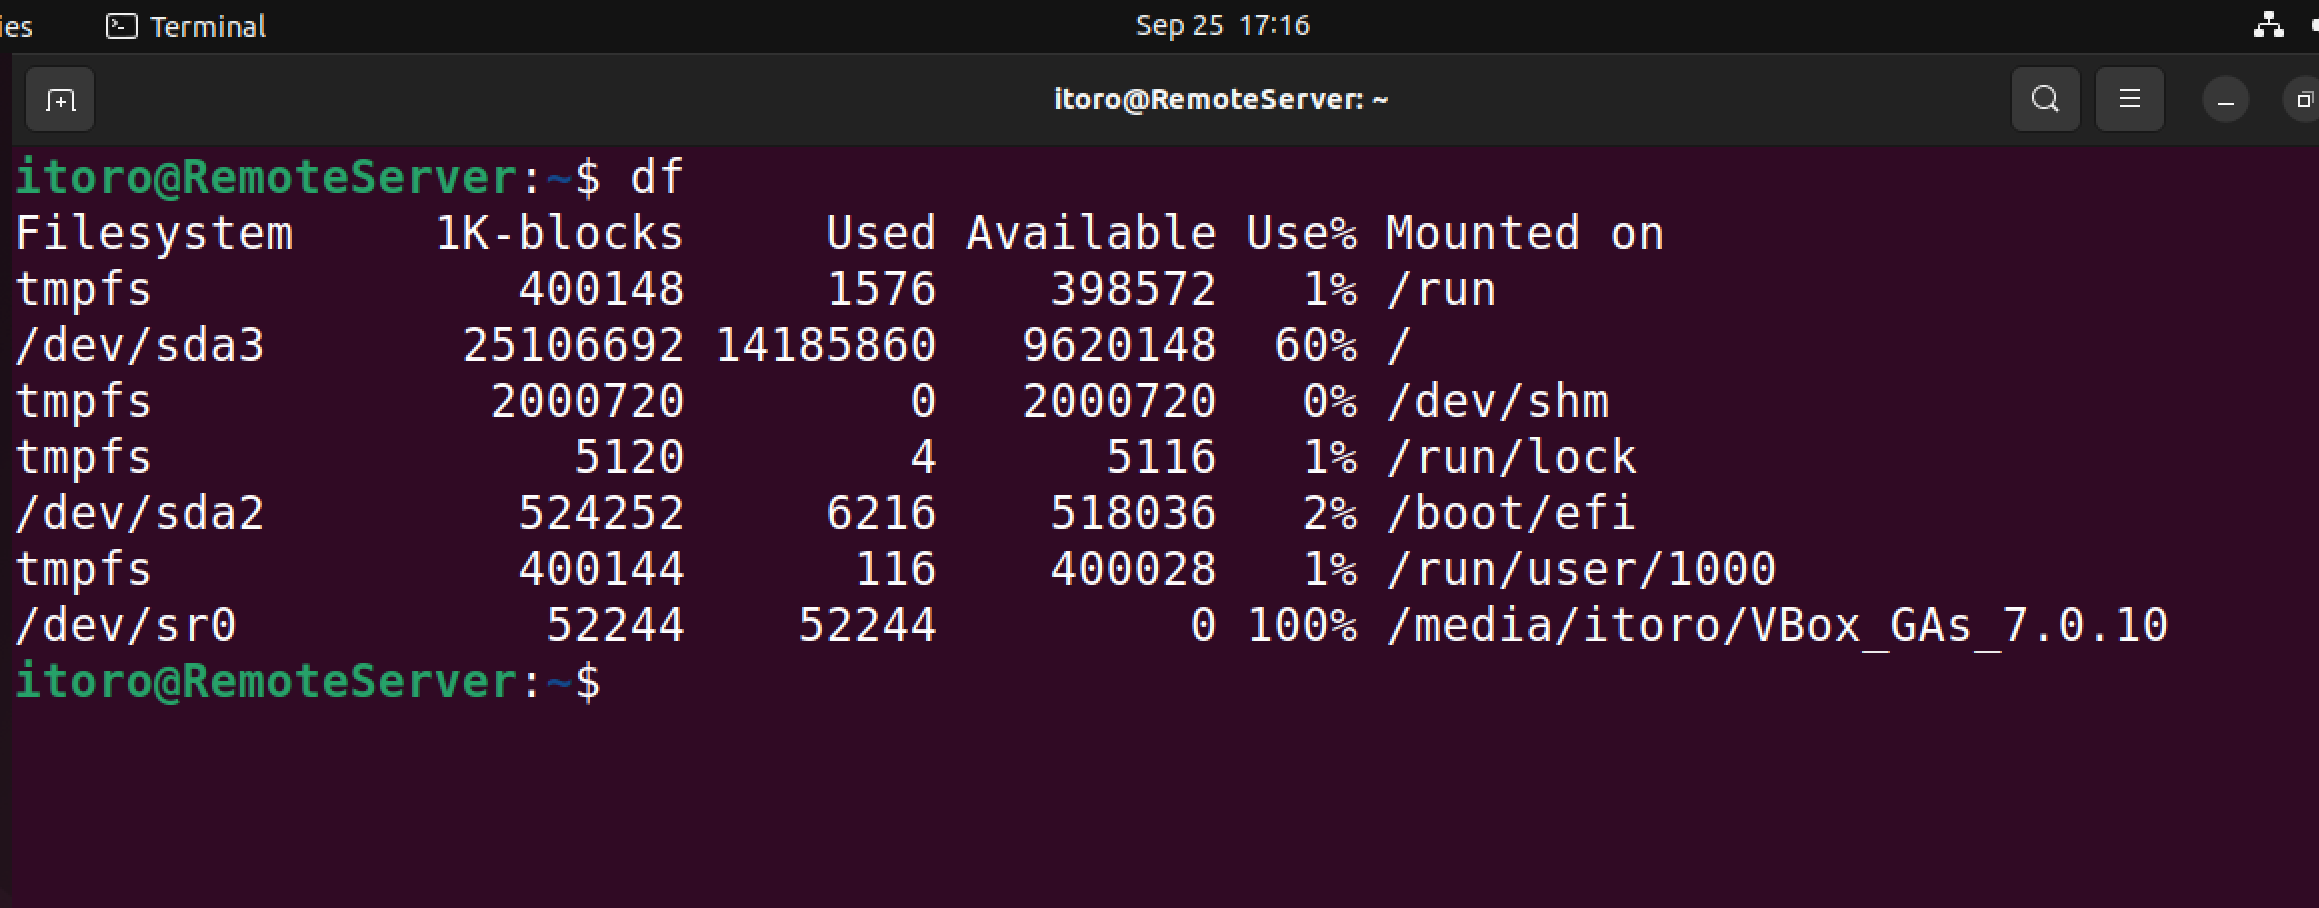 ies Terminal Sep 25 17:16
itoro@RemoteServer: ~
itoro@RemoteServer:~$ df
Filesystem     1K-blocks     Used Available Use% Mounted on
tmpfs             400148     1576    398572   1% /run
/dev/sda3       25106692 14185860   9620148  60% /
tmpfs            2000720        0   2000720   0% /dev/shm
tmpfs               5120        4      5116   1% /run/lock
/dev/sda2         524252     6216    518036   2% /boot/efi
tmpfs             400144      116    400028   1% /run/user/1000
/dev/sr0           52244    52244         0 100% /media/itoro/VBox_GAs_7.0.10
itoro@RemoteServer:~$